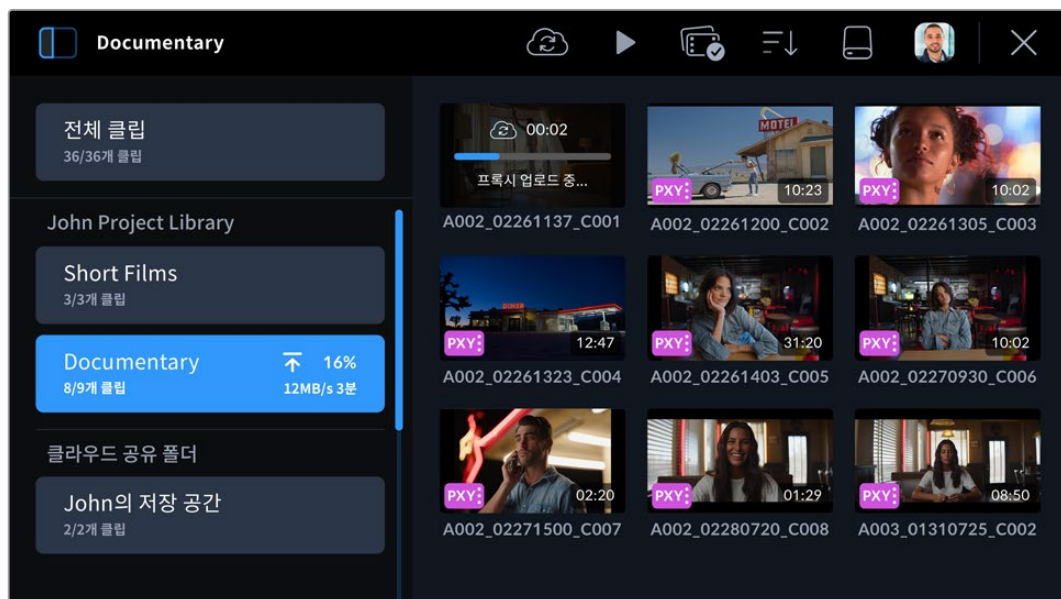 Documentary
전체 클립
36/36개 클립
John Project Library
Short Films
3/3개 클립
Documentary 16%
8/9개 클립 12MB/s 3분
클라우드 공유 폴더
John의 저장 공간
2/2개 클립
00:02
프록시 업로드 중...
A002_02261137_C001
MOTEL
PXY 10:23
A002_02261200_C002
PXY 10:02
A002_02261305_C003
DINER
PXY 12:47
A002_02261323_C004
PXY 31:20
A002_02261403_C005
PXY 10:02
A002_02270930_C006
PXY 02:20
A002_02271500_C007
PXY 01:29
A002_02280720_C008
PXY 08:50
A003_01310725_C002